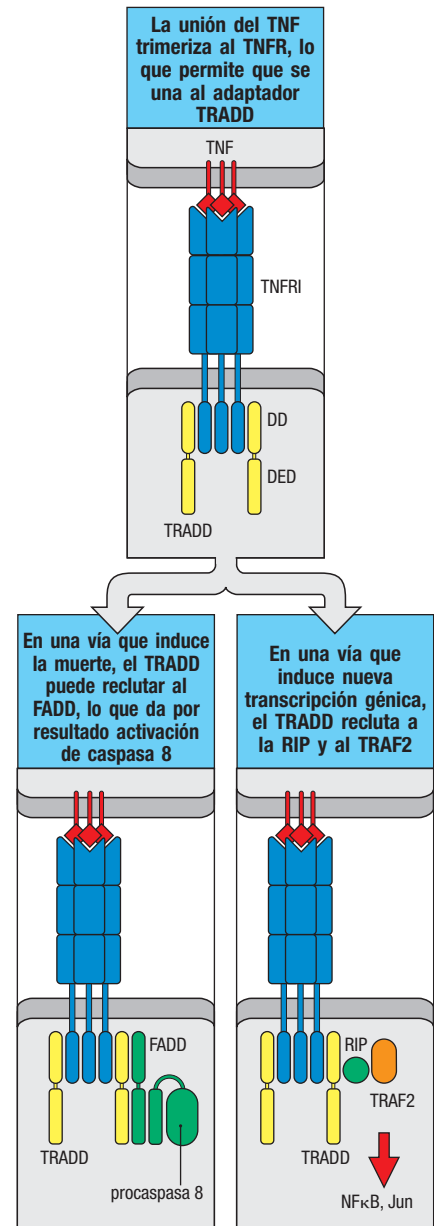 La unión del TNF
trimeriza al TNFR, lo
que permite que se
una al adaptador
TRADD
TNF
TNFRI
DD
DED
TRADD
En una vía que induce
la muerte, el TRADD
puede reclutar al
FADD, lo que da por
resultado activación
de caspasa 8
FADD
TRADD
procaspasa 8
En una vía que
induce nueva
transcripción génica,
el TRADD recluta a
la RIP y al TRAF2
RIP
TRAF2
TRADD
NFκB, Jun